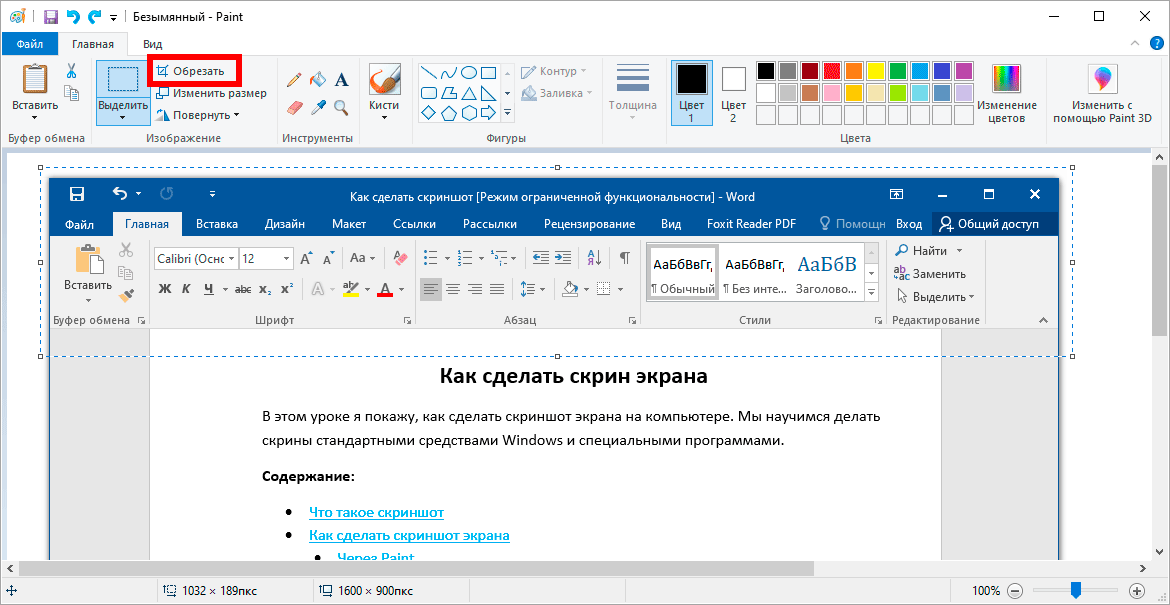 Безымянный - Paint
Файл Главная Вид
Вставить
Выделить
Обрезать
Изменить размер
Повернуть
A
Кисти
Контур
Заливка
Толщина
Цвет 1
Цвет 2
Изменение цветов
Изменить с помощью Paint 3D
Буфер обмена Изображение Инструменты Фигуры Цвета
Как сделать скриншот [Режим ограниченной функциональности] - Word
Файл Главная Вставка Дизайн Макет Ссылки Рассылки Рецензирование Вид Foxit Reader PDF Помощн Вход Общий доступ
Вставить
Calibri (Оснс 12 А А Aa
Ж К Ч abc x₂ x² A ab A
АаБбВвГг, АаБбВвГг, АаБбВ
¶ Обычный ¶ Без инте... Заголово...
Найти
Заменить
Выделить
Буфер обмена Шрифт Абзац Стили Редактирование
Как сделать скрин экрана
В этом уроке я покажу, как сделать скриншот экрана на компьютере. Мы научимся делать
скрины стандартными средствами Windows и специальными программами.
Содержание:
Что такое скриншот
Как сделать скриншот экрана
Через Paint
1032 × 189пкс 1600 × 900пкс 100%